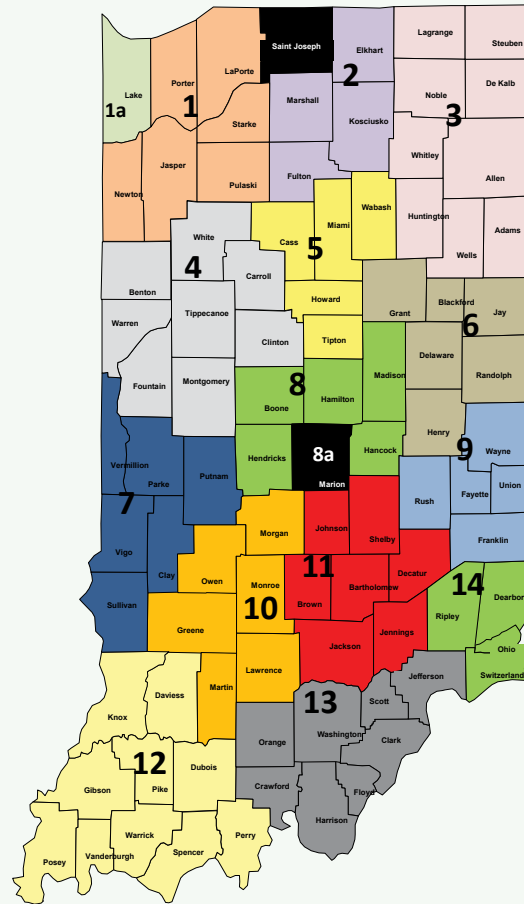 Lagrange
Steuben
Saint Joseph
Elkhart
LaPorte
Porter
Lake
1a
1
2
De Kalb
Noble
3
Marshall
Kosciusko
Starke
Whitley
Allen
Jasper
Newton
Pulaski
Fulton
Wabash
Huntington
Miami
Adams
Wells
White
Cass
5
4
Carroll
Benton
Howard
Blackford
Jay
Grant
6
Tippecanoe
Warren
Tipton
Clinton
Delaware
Randolph
Madison
8
Hamilton
Fountain
Montgomery
Boone
Henry
9
Wayne
Hancock
8a
Marion
Hendricks
Vermillion
Parke
Putnam
Union
Fayette
Rush
7
Vigo
Morgan
Johnson
Shelby
Franklin
Clay
Owen
Monroe
11
Decatur
14
Dearborn
Sullivan
Brown
Bartholomew
10
Ripley
Greene
Jennings
Jackson
Ohio
Lawrence
Switzerland
Jefferson
Martin
Daviess
Scott
13
Knox
Washington
Orange
Clark
12
Dubois
Gibson
Pike
Crawford
Floyd
Harrison
Warrick
Perry
Spencer
Vanderburgh
Posey